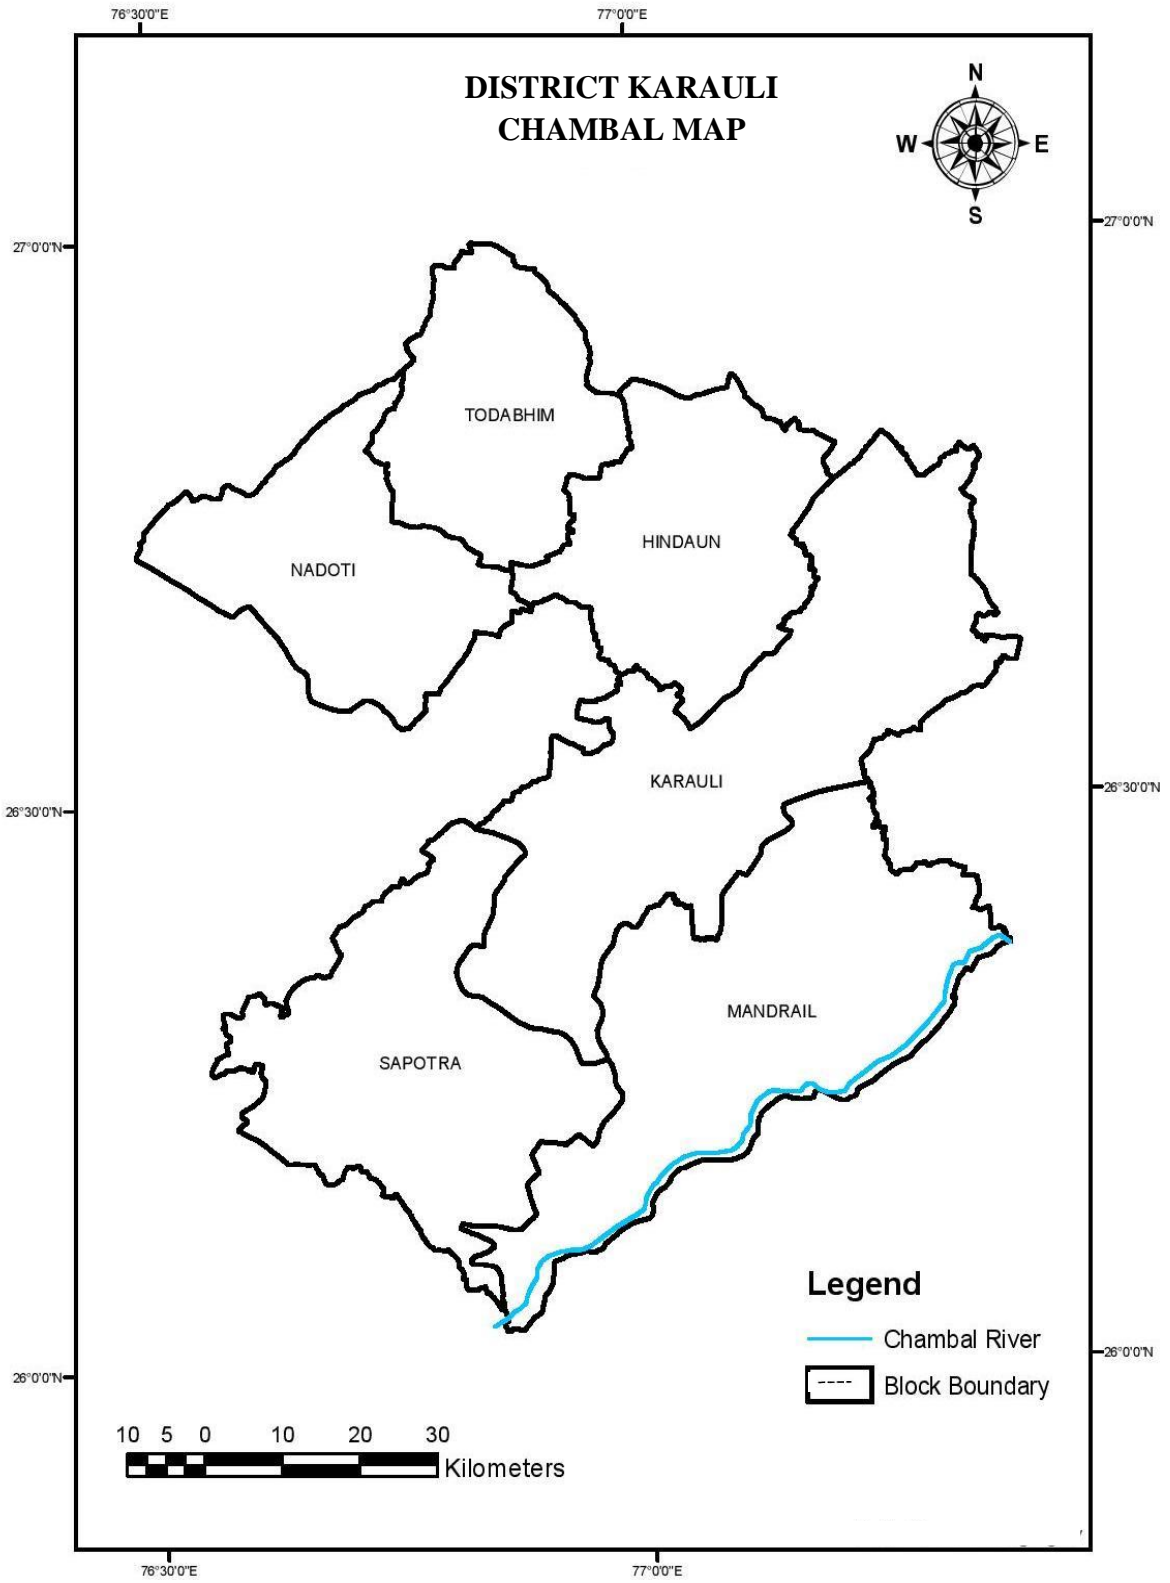 76°30'0"E 77°0'0"E
DISTRICT KARAULI
CHAMBAL MAP
N
W E
S
27°0'0"N 27°0'0"N
TODABHIM
HINDAUN
NADOTI
KARAULI
26°30'0"N 26°30'0"N
MANDRAIL
SAPOTRA
Legend
Chambal River
26°0'0"N 26°0'0"N
Block Boundary
10 5 0 10 20 30
Kilometers
76°30'0"E 77°0'0"E